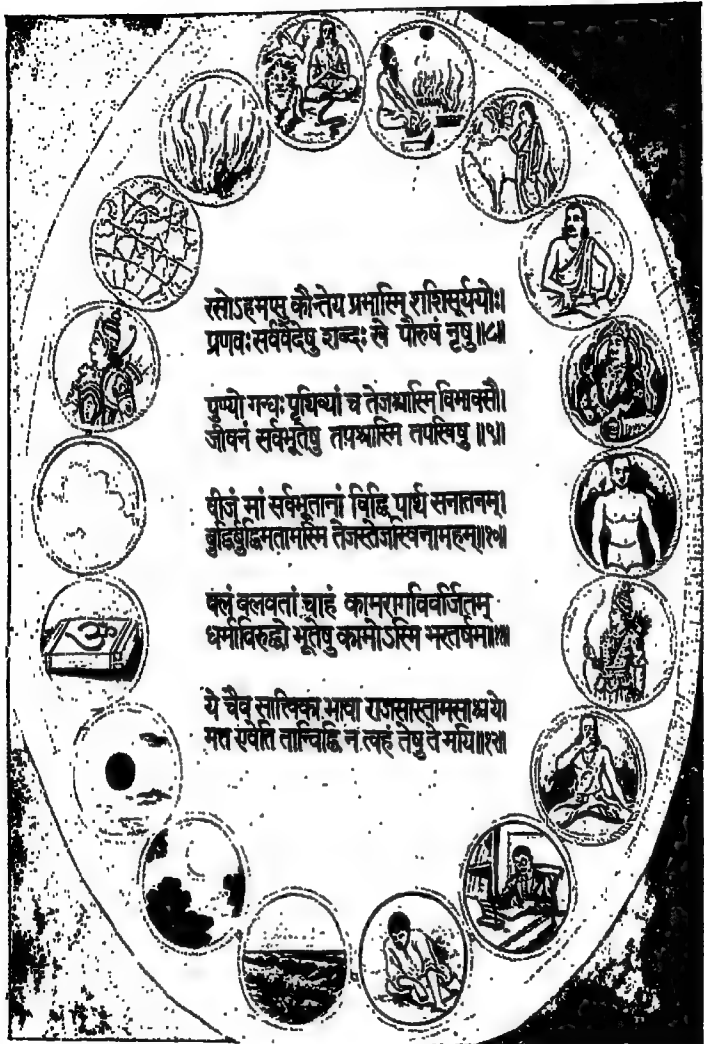 रसोऽहमप्सु कौन्तेय प्रभास्मि शशिसूर्ययोः।
प्रणवः सर्ववेदेषु शब्दः खे पौरुषं नृषु॥८॥
पुण्यो गन्धः पृथिव्यां च तेजश्चास्मि विभावसौ।
जीवनं सर्वभूतेषु तपश्चास्मि तपस्विषु॥९॥
बीजं मां सर्वभूतानां विद्धि पार्थ सनातनम्।
बुद्धिर्बुद्धिमतामस्मि तेजस्तेजस्विनामहम्॥१०॥
बलं बलवतां चाहं कामरागविवर्जितम्
धर्माविरुद्धो भूतेषु कामोऽस्मि भरतर्षभ॥११॥
ये चैव सात्त्विका भावा राजसास्तामसाश्च ये।
मत्त एवेति तान्विद्धि न त्वहं तेषु ते मयि॥१२॥
ॐ